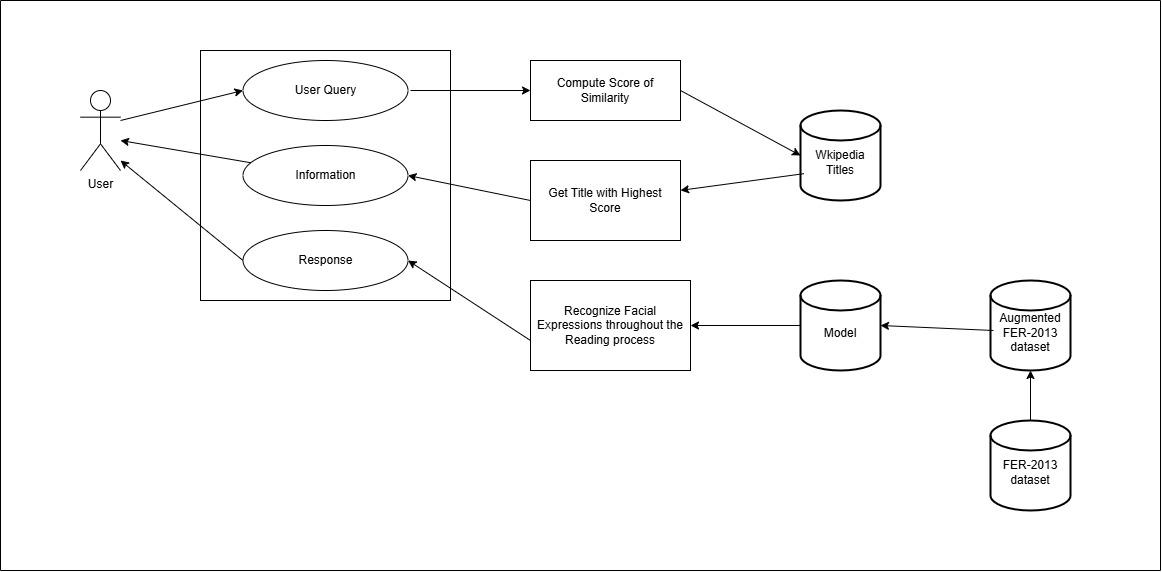 User Query
Compute Score of
Similarity
Wkipedia
Titles
User
Information
Get Title with Highest
Score
Response
Recognize Facial
Expressions throughout the
Reading process
Model
Augmented
FER-2013
dataset
FER-2013
dataset